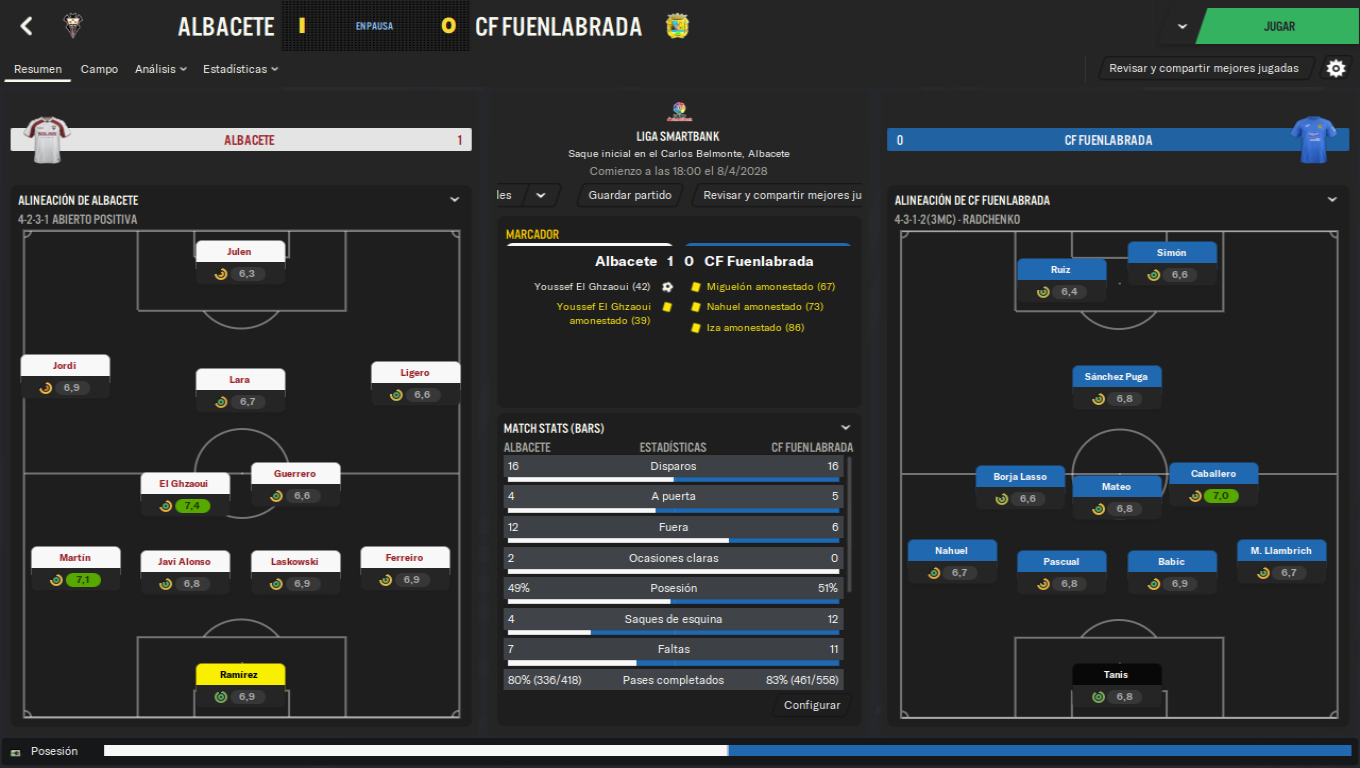 ALBACETE
1
EN PAUSA
0
CF FUENLABRADA
JUGAR
Resumen
Campo
Análisis
Estadísticas
Revisar y compartir mejores jugadas
ALBACETE
1
ALINEACIÓN DE ALBACETE
4-2-3-1 ABIERTO POSITIVA
Julen
6,3
Jordi
6,9
Lara
6,7
Ligero
6,6
El Ghzaoui
7,4
Guerrero
6,6
Martín
7,1
Javi Alonso
6,8
Laskowski
6,9
Ferreiro
6,9
Ramírez
6,9
LIGA SMARTBANK
Saque inicial en el Carlos Belmonte, Albacete
Comienzo a las 18:00 el 8/4/2028
les
Guardar partido
Revisar y compartir mejores ju
MARCADOR
Albacete 1 0 CF Fuenlabrada
Youssef El Ghzaoui (42)
Youssef El Ghzaoui
amonestado (39)
Miguelón amonestado (67)
Nahuel amonestado (73)
Iza amonestado (86)
MATCH STATS (BARS)
ALBACETE ESTADÍSTICAS CF FUENLABRADA
16 Disparos 16
4 A puerta 5
12 Fuera 6
2 Ocasiones claras 0
49% Posesión 51%
4 Saques de esquina 12
7 Faltas 11
80% (336/418) Pases completados 83% (461/558)
Configurar
0
CF FUENLABRADA
ALINEACIÓN DE CF FUENLABRADA
4-3-1-2(3MC) - RADCHENKO
Ruiz
6,4
Simón
6,6
Sánchez Puga
6,8
Borja Lasso
6,6
Mateo
6,8
Caballero
7,0
Nahuel
6,7
Pascual
6,8
Babic
6,9
M. Llambrich
6,7
Tanis
6,8
Posesión